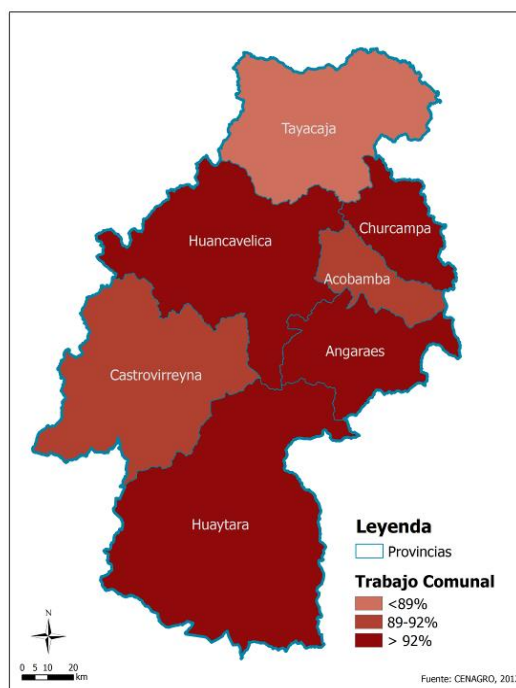 Tayacaja
Churcampa
Huancavelica
Acobamba
Angaraes
Castrovirreyna
Huaytara
Leyenda
Provincias
Trabajo Comunal
<89%
89-92%
> 92%
N
0 5 10 20
km
Fuente: CENAGRO,